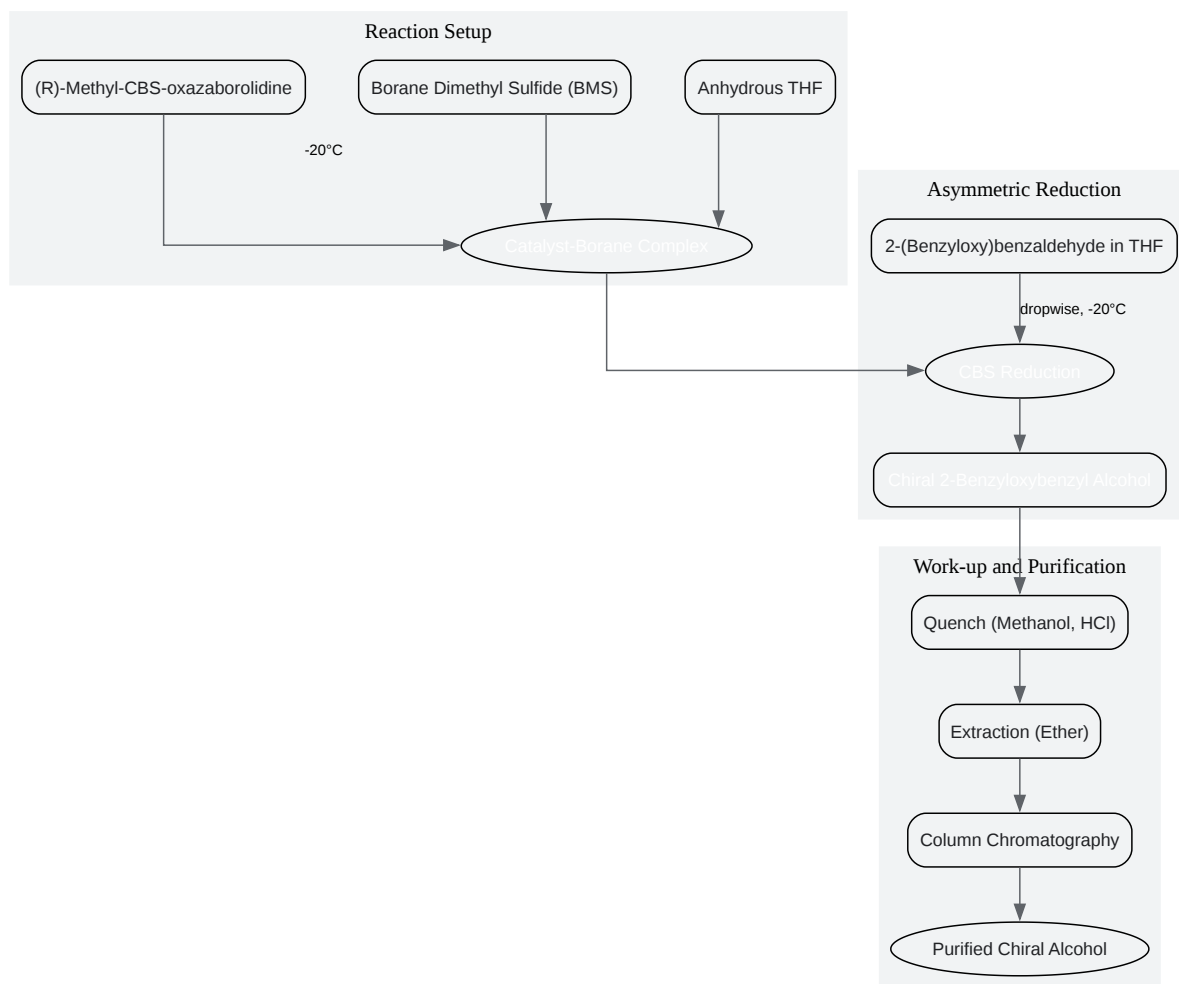 Reaction Setup
(R)-Methyl-CBS-oxazaborolidine
Borane Dimethyl Sulfide (BMS)
Anhydrous THF
-20°C
Catalyst-Borane Complex
Asymmetric Reduction
2-(Benzyloxy)benzaldehyde in THF
dropwise, -20°C
CBS Reduction
Chiral 2-Benzyloxybenzyl Alcohol
Work-up and Purification
Quench (Methanol, HCl)
Extraction (Ether)
Column Chromatography
Purified Chiral Alcohol